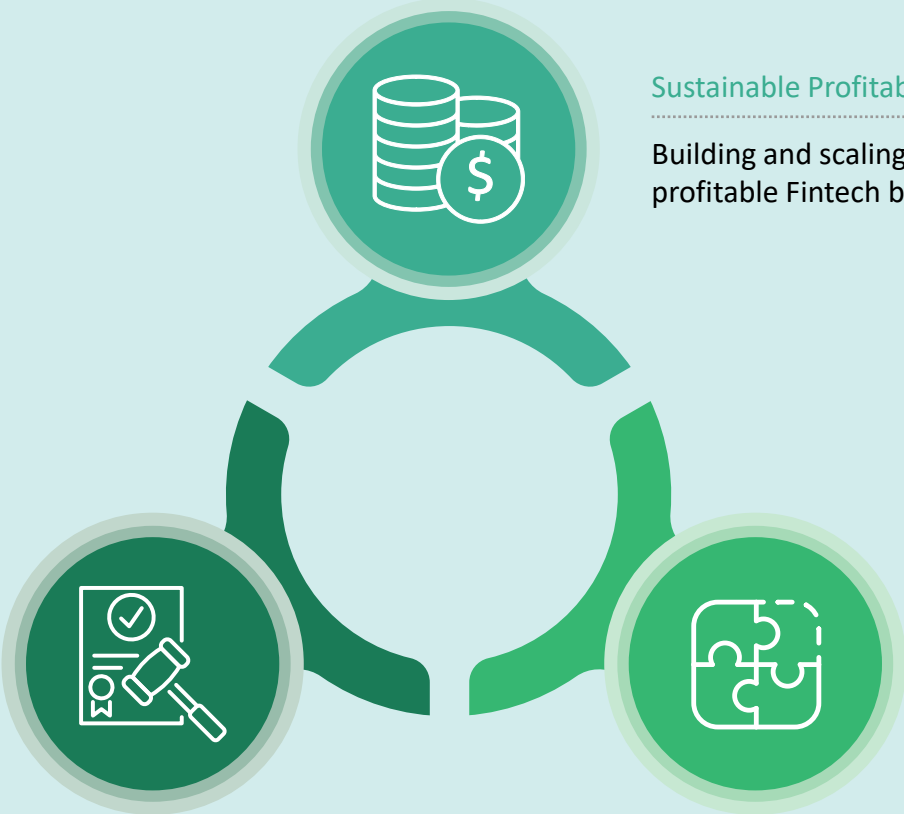 Sustainable Profitab
Building and scaling
profitable Fintech b
$